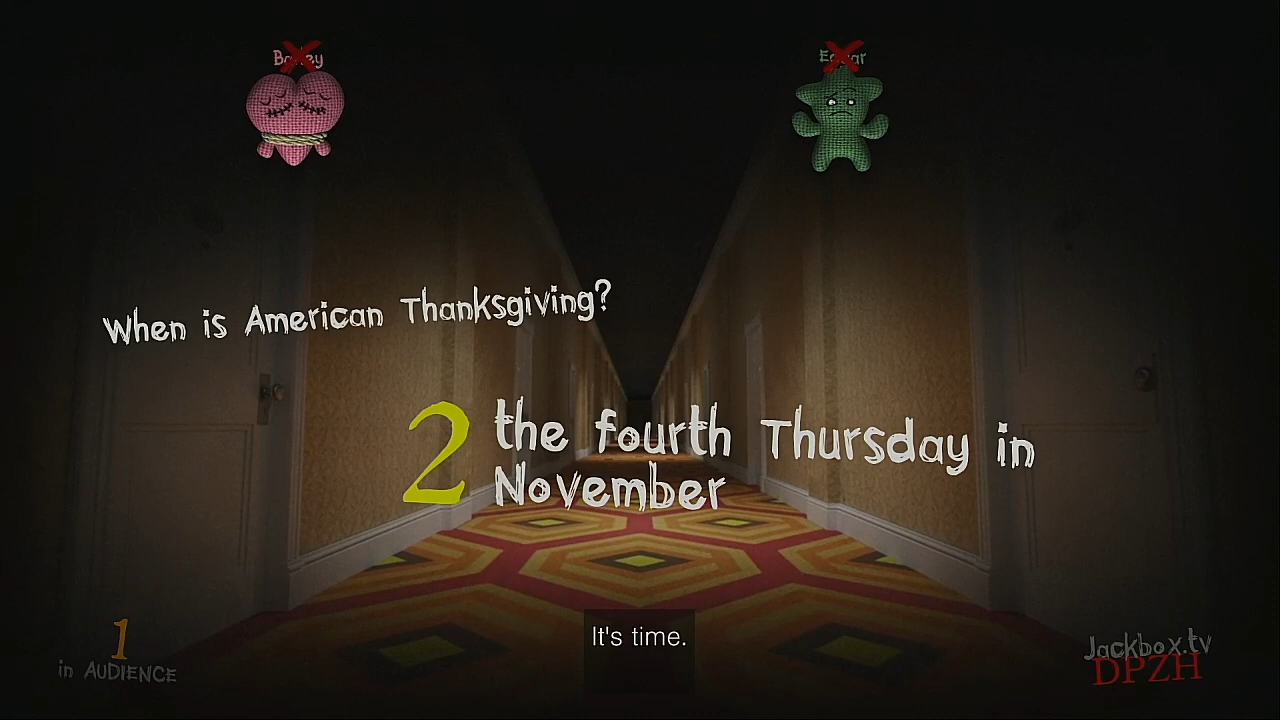 When is American Thanksgiving?
2
the fourth Thursday in
November
It's time.
1
in AUDIENCE
Jackbox.tv
DPZH